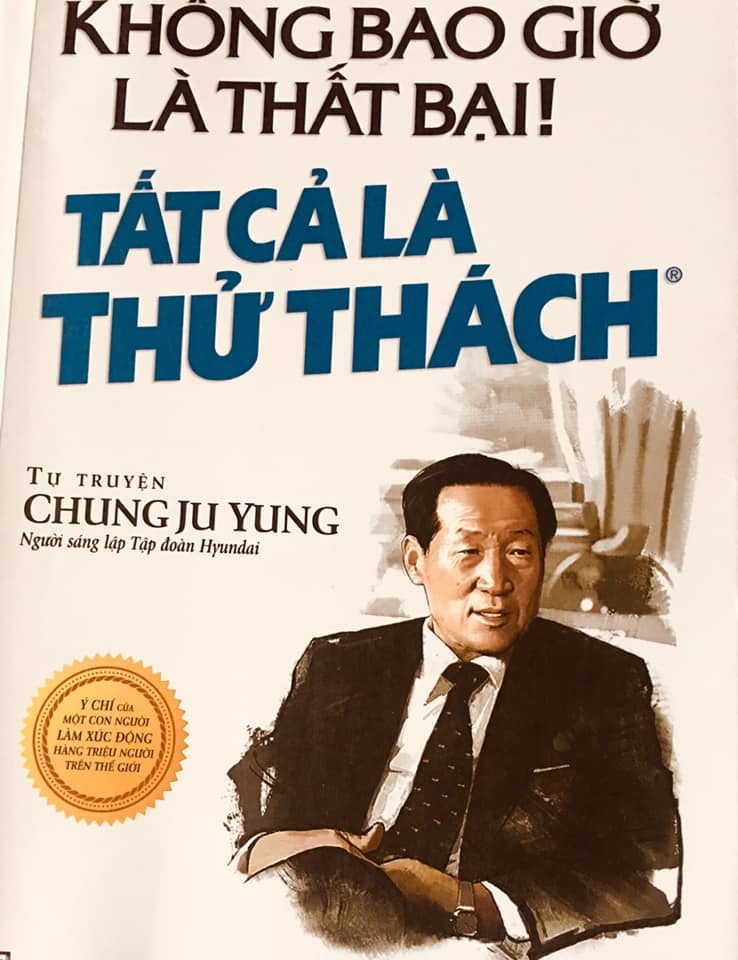 KHÔNG BAO GIỜ
LÀ THẤT BẠI!
TẤT CẢ LÀ
THỬ THÁCH®
TỰ TRUYỆN
CHUNG JU YUNG
Người sáng lập Tập đoàn Hyundai
Ý CHÍ CỦA
MỘT CON NGƯỜI
LÀM XÚC ĐỘNG
HÀNG TRIỆU NGƯỜI
TRÊN THẾ GIỚI